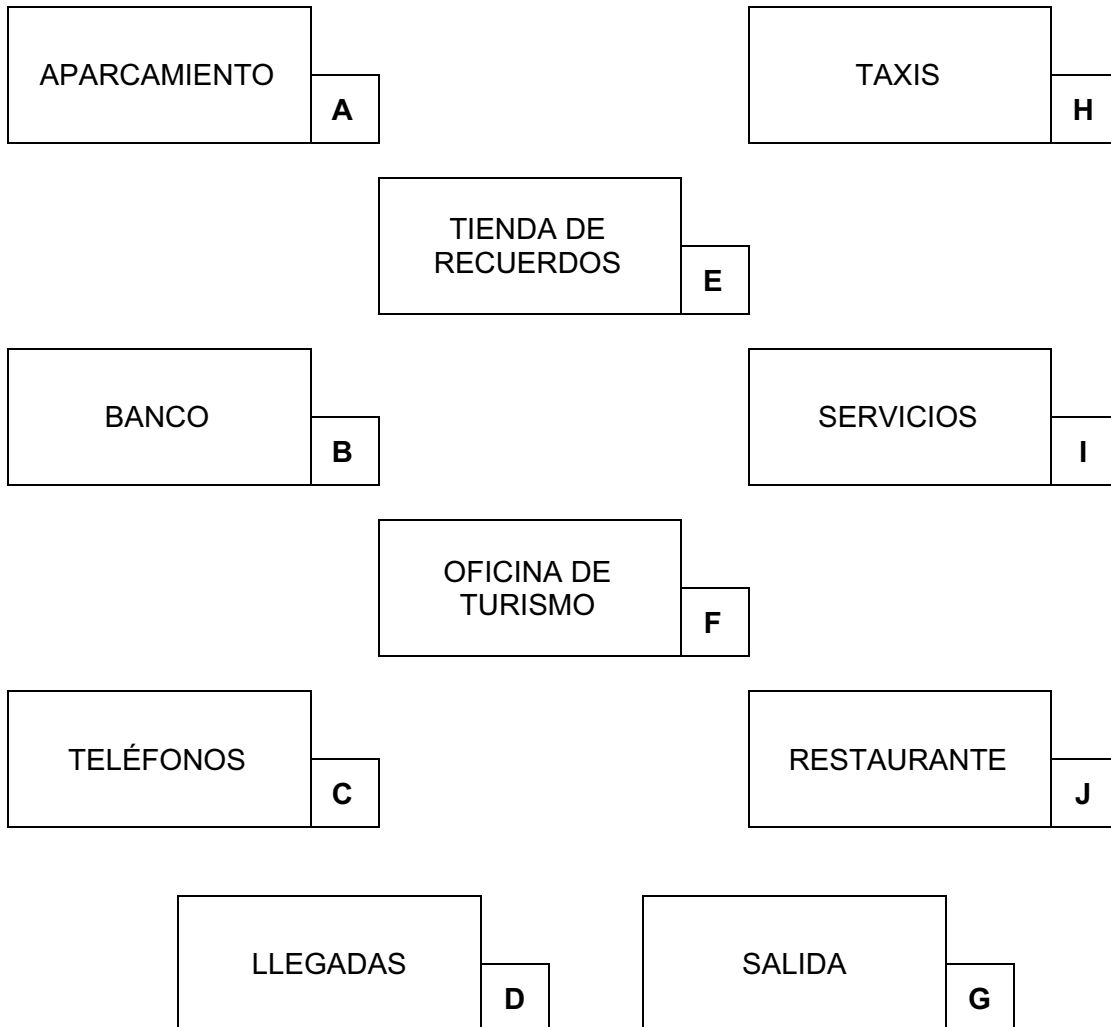 APARCAMIENTO
A
TAXIS
H
TIENDA DE
RECUERDOS
E
BANCO
B
SERVICIOS
I
OFICINA DE
TURISMO
F
TELÉFONOS
C
RESTAURANTE
J
LLEGADAS
D
SALIDA
G